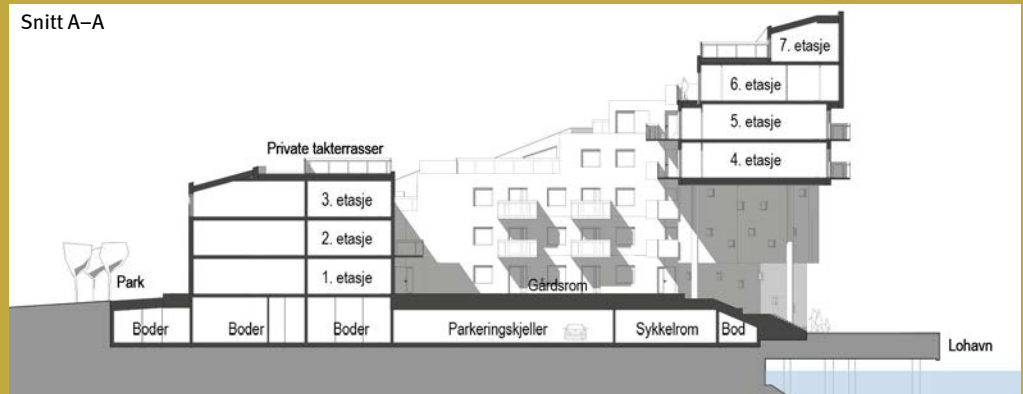 Snitt A–A
7. etasje
6. etasje
5. etasje
4. etasje
Private takterrasser
3. etasje
2. etasje
1. etasje
Park
Gårdsrom
Boder
Boder
Boder
Parkeringskjeller
Sykkelrom
Bod
Lohavn